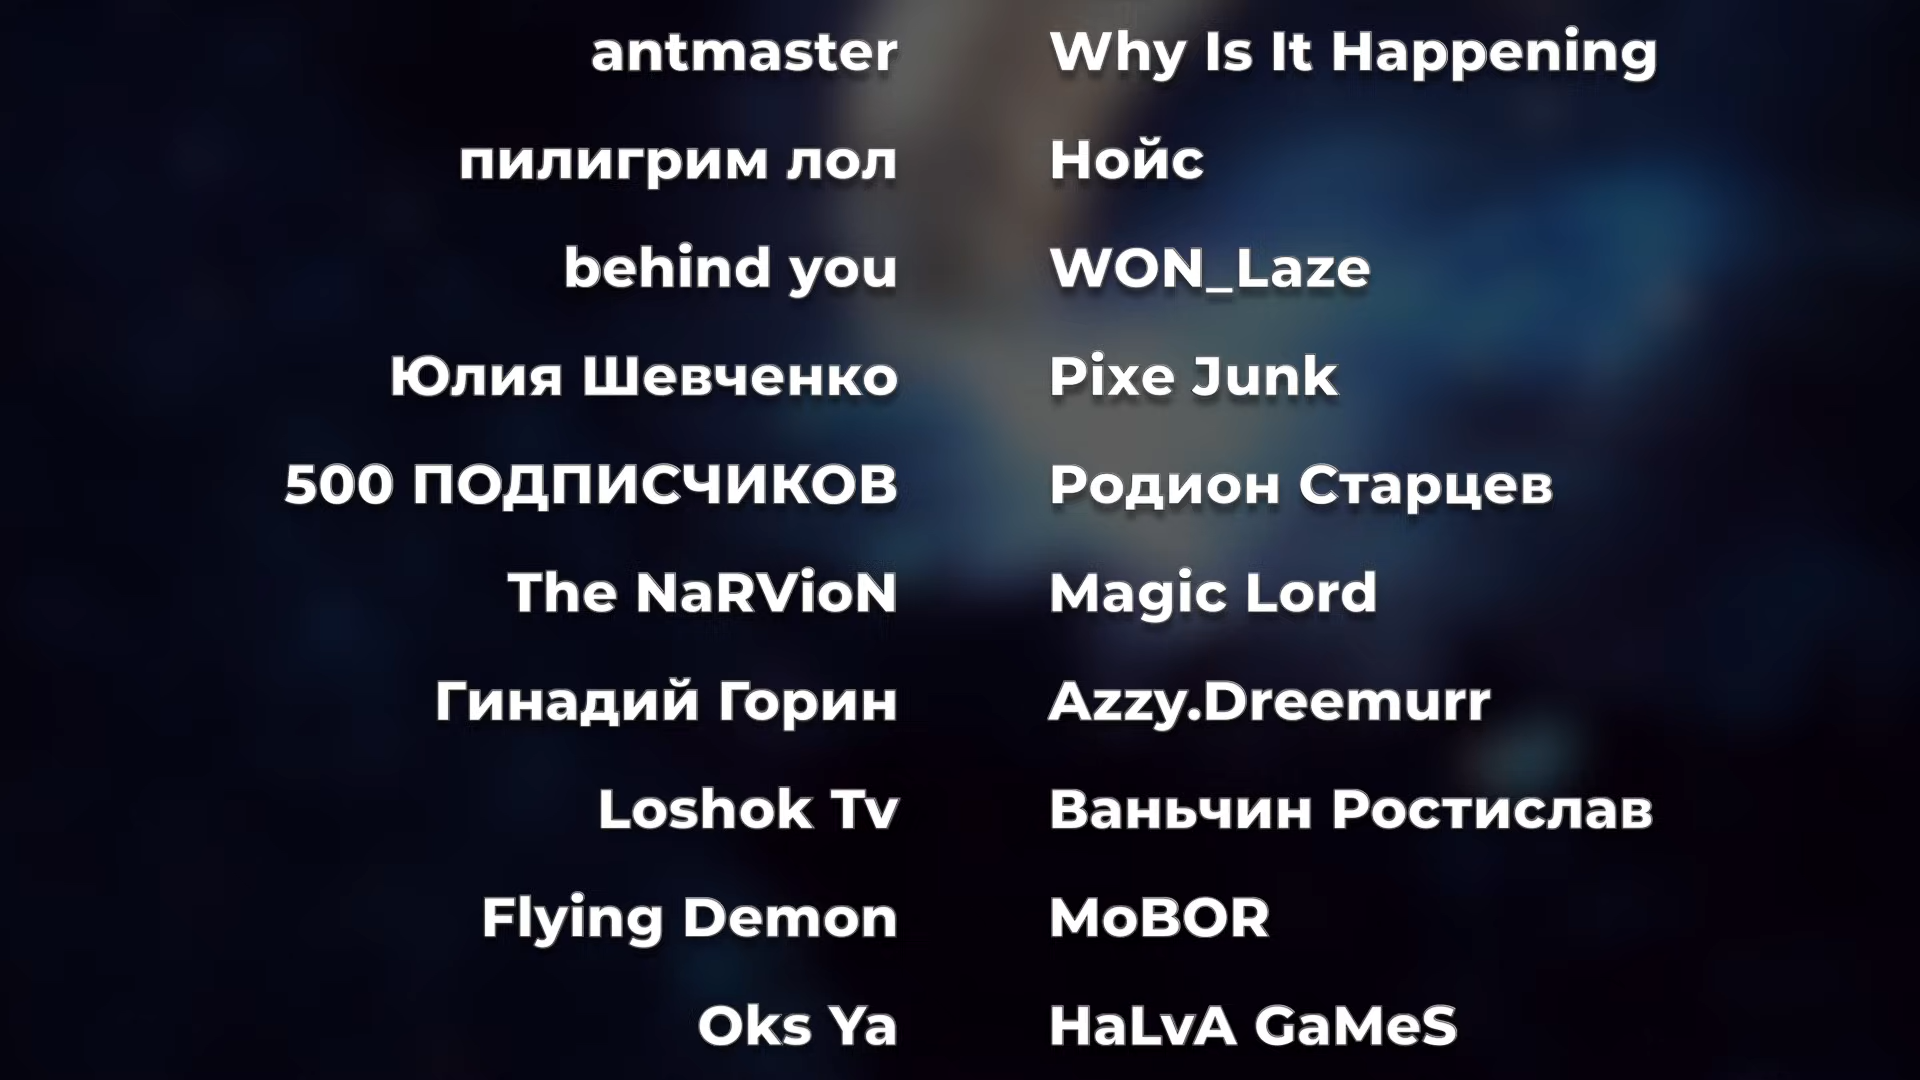 antmaster Why Is It Happening
пилигрим лол Нойс
behind you WON_Laze
Юлия Шевченко Pixe Junk
500 ПОДПИСЧИКОВ Родион Старцев
The NaRVioN Magic Lord
Гинадий Горин Azzy.Dreemurr
Loshok Tv Ваньчин Ростислав
Flying Demon MoBOR
Oks Ya HaLvA GaMeS